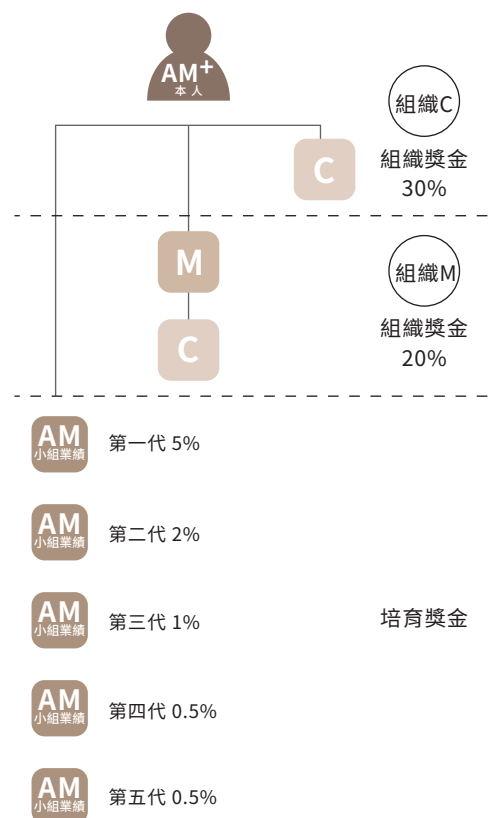 AM+
本人
C
組織C
組織獎金
30%
M
C
組織M
組織獎金
20%
AM
小組業績
第一代 5%
AM
小組業績
第二代 2%
AM
小組業績
第三代 1%
培育獎金
AM
小組業績
第四代 0.5%
AM
小組業績
第五代 0.5%